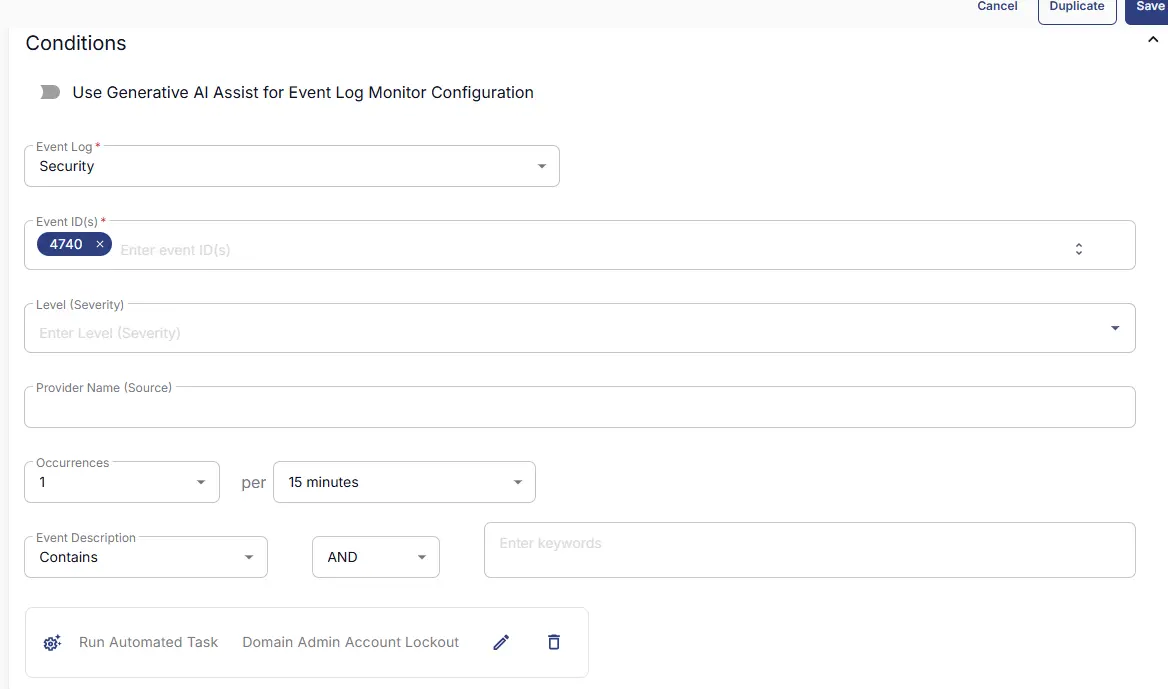 Cancel Duplicate Save
Conditions
Use Generative AI Assist for Event Log Monitor Configuration
Event Log *
Security
Event ID(s) *
4740 × Enter event ID(s)
Level (Severity)
Enter Level (Severity)
Provider Name (Source)
Occurrences
1 per 15 minutes
Event Description
Contains AND Enter keywords
Run Automated Task Domain Admin Account Lockout